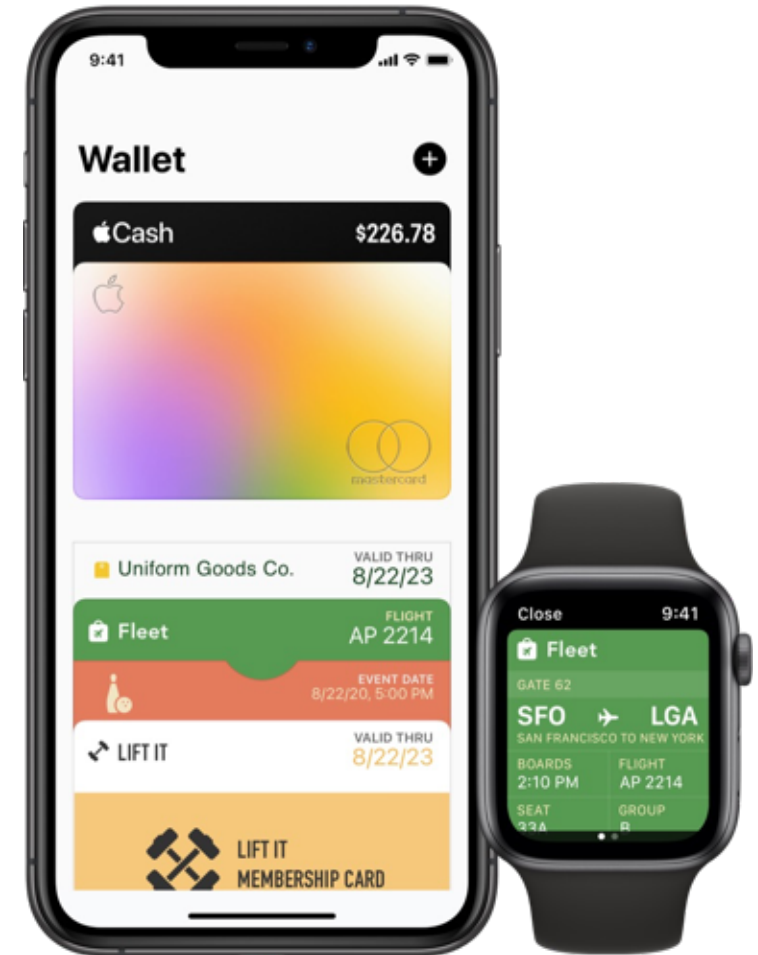 9:41
Wallet
Cash $226.78
mastercard
Uniform Goods Co. VALID THRU
8/22/23
Fleet FLIGHT
AP 2214
EVENT DATE
8/22/20, 5:00 PM
LIFT IT VALID THRU
8/22/23
LIFT IT
MEMBERSHIP CARD
Close 9:41
Fleet
GATE 62
SFO LGA
SAN FRANCISCO TO NEW YORK
BOARDS FLIGHT
2:10 PM AP 2214
SEAT GROUP
33A B